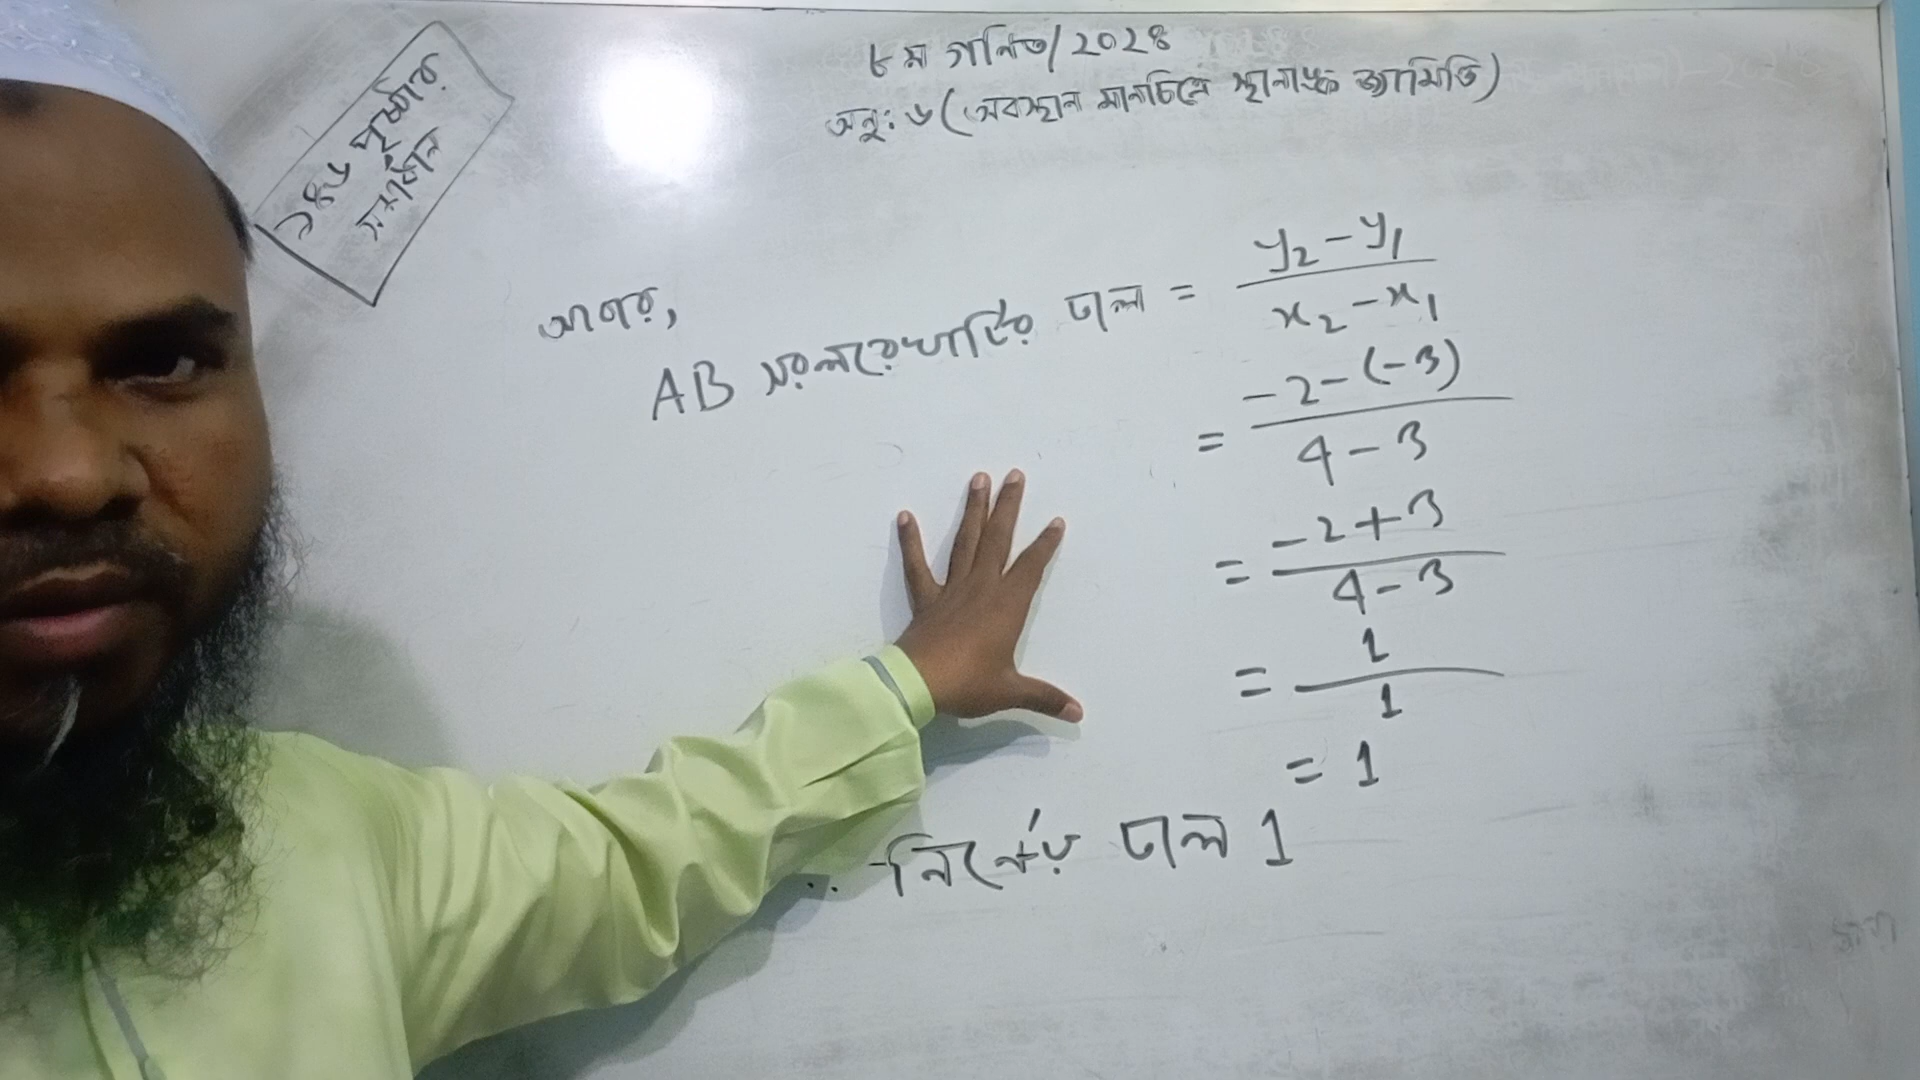 ৮ম গনিত/২০২৪
অনু: ৬ (অবস্থান মানচিত্রে স্থানাঙ্ক জ্যামিতি)
১৪৬ পৃষ্ঠার
সমাধান
আবার,
AB সরলরেখাটির ঢাল = (y₂ - y₁)/(x₂ - x₁)
= (-2-(-3))/(4-3)
= (-2+3)/(4-3)
= 1/1
= 1
∴ নির্ণেয় ঢাল 1